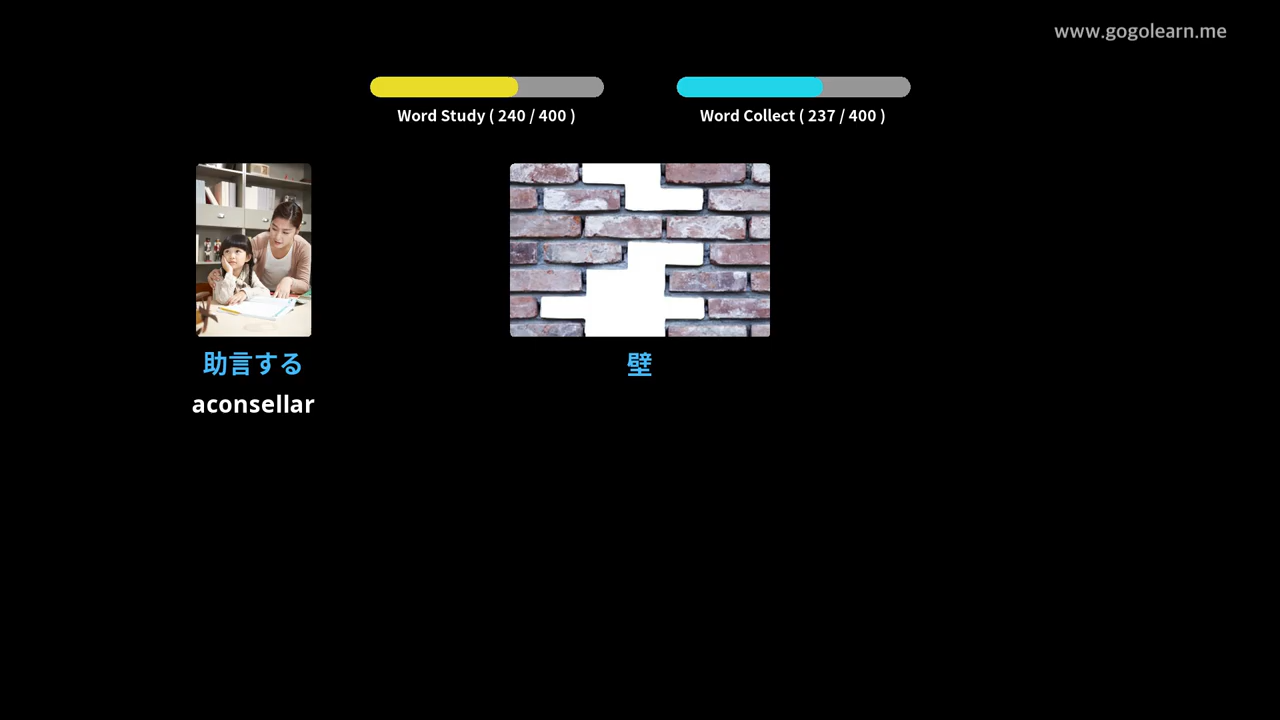 www.gogolearn.me
Word Study ( 240 / 400 )
Word Collect ( 237 / 400 )
助言する
壁
aconsellar